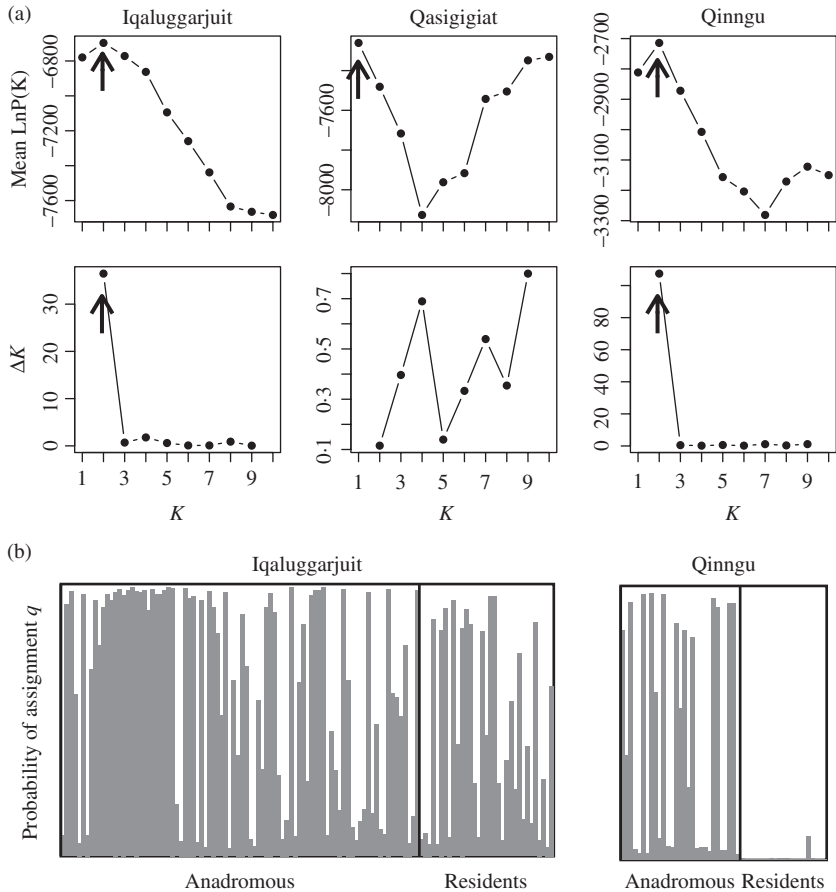 (a)
Iqaluggarjuit
Qasigigiat
Qinngu
Mean LnP(K)
−6800
−7200
−7600
−7600
−8000
−2700
−2900
−3100
−3300
ΔK
30
20
10
0
0·7
0·5
0·3
0·1
80
60
40
20
0
1 3 5 7 9
1 3 5 7 9
1 3 5 7 9
K
K
K
(b)
Iqaluggarjuit
Qinngu
Probability of assignment q
Anadromous
Residents
Anadromous
Residents